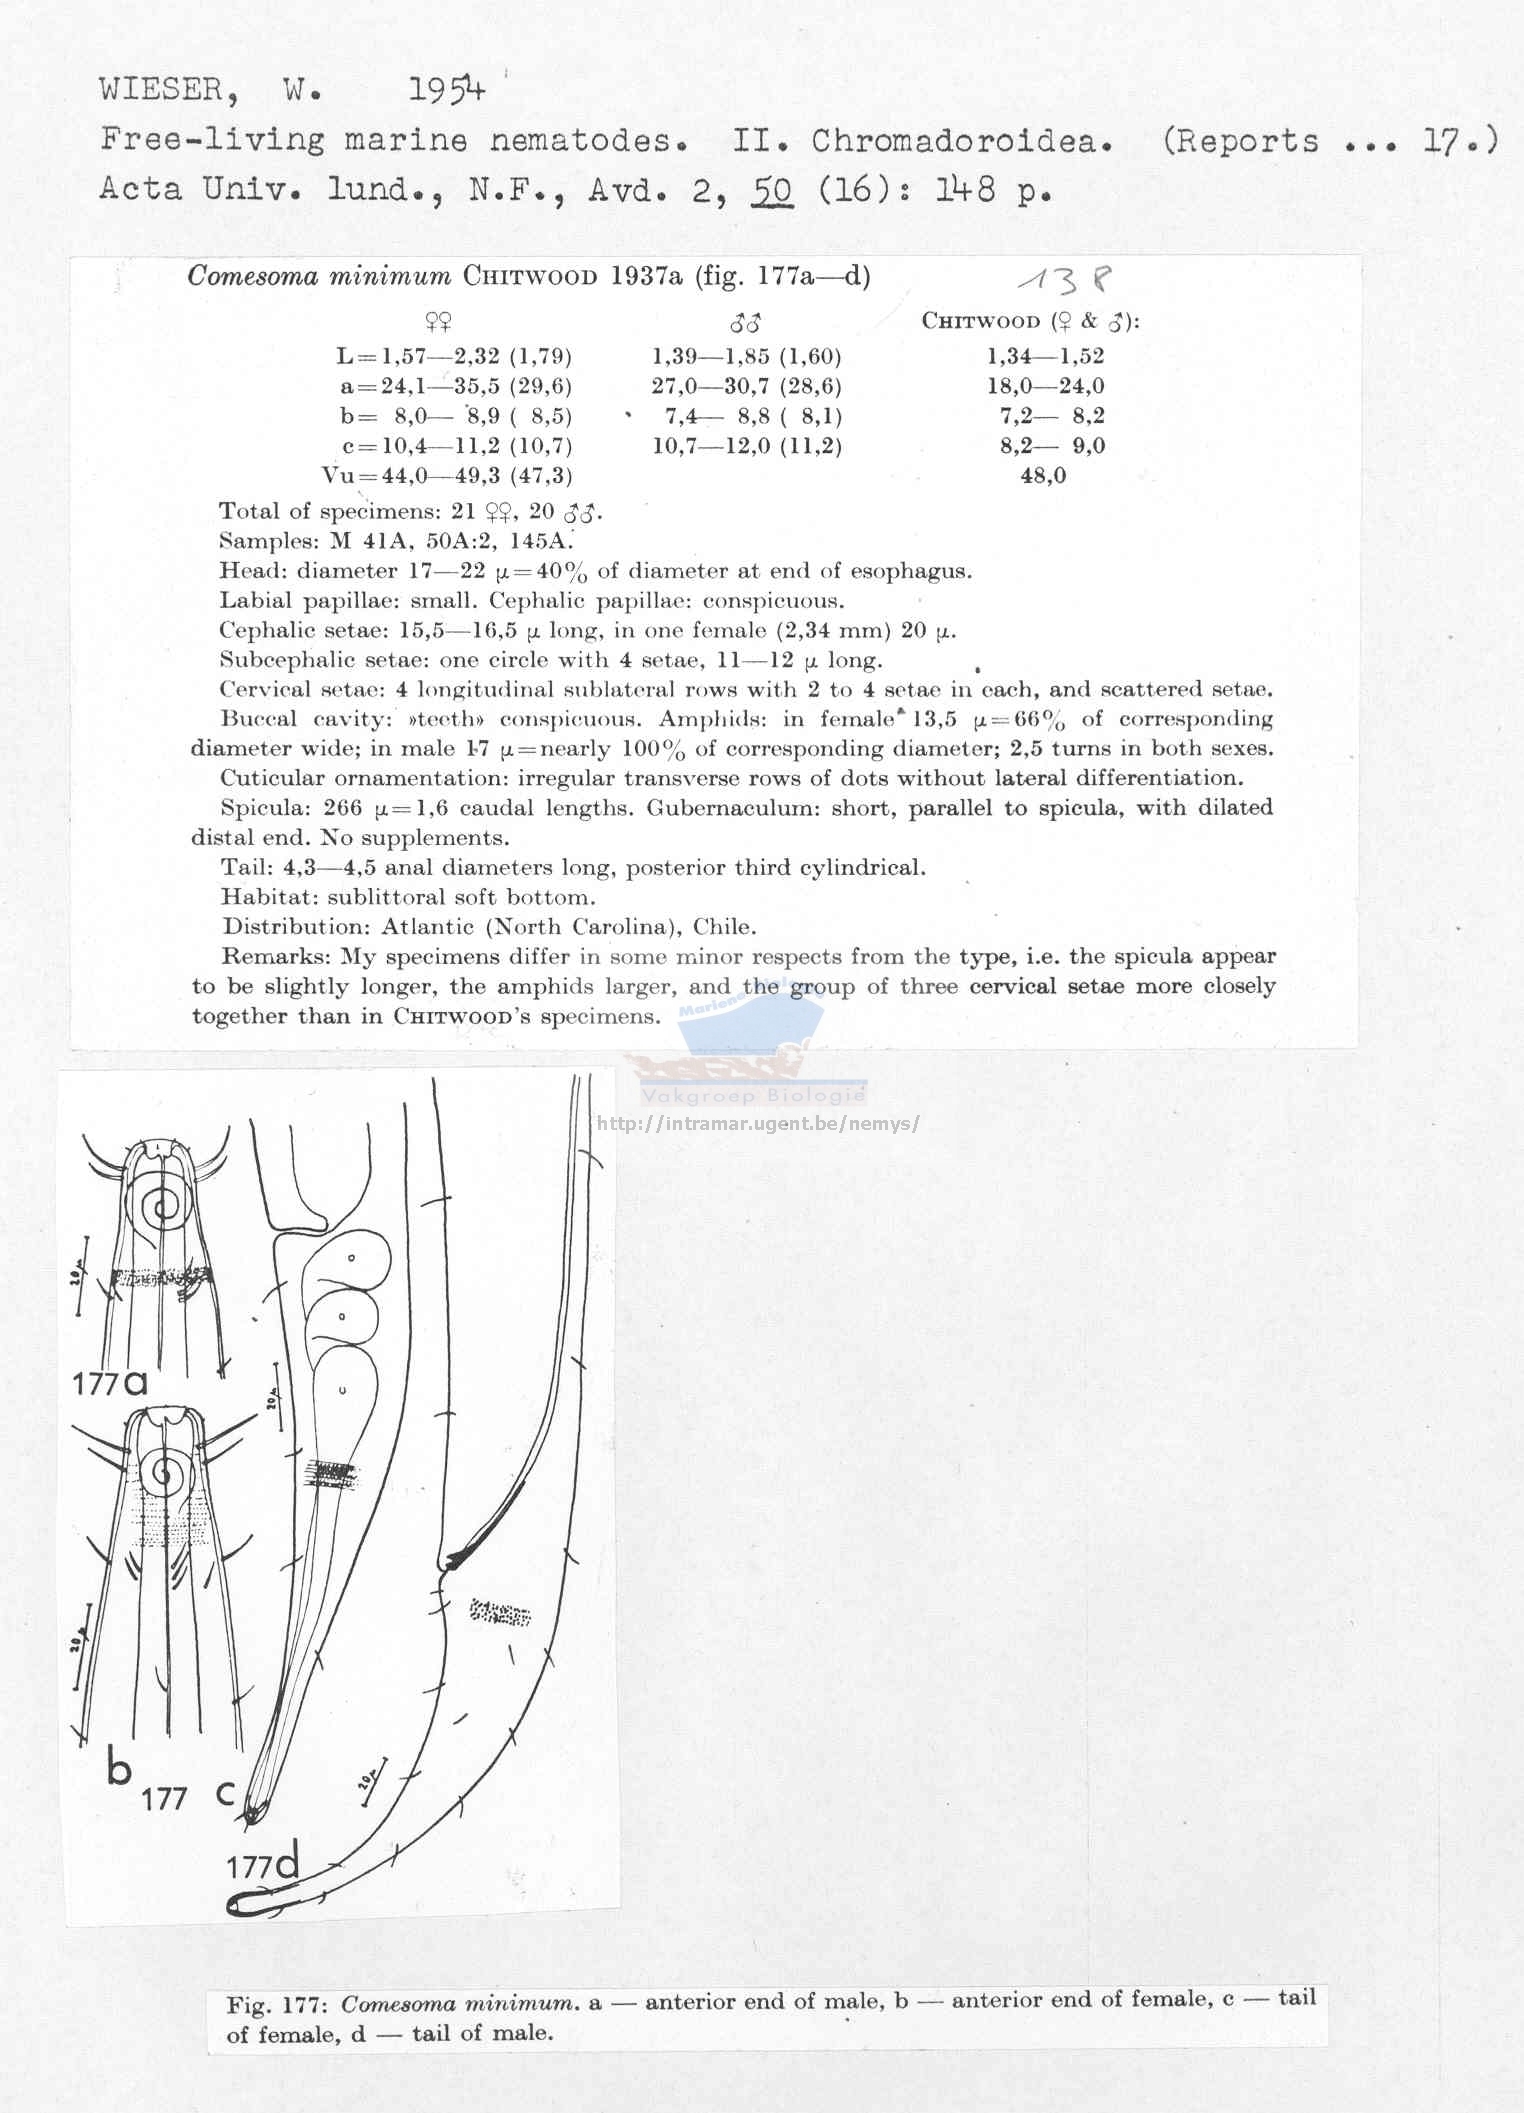 WIESER, W. 1954
Free-living marine nematodes. II. Chromadoroidea. (Reports ... 17.)
Acta Univ. lund., N.F., Avd. 2, 50 (16): 148 p.
Comesoma minimum CHITWOOD 1937a (fig. 177a—d) 138
♀♀ ♂♂ CHITWOOD (♀ & ♂):
L=1,57—2,32 (1,79) 1,39—1,85 (1,60) 1,34—1,52
a=24,1—35,5 (29,6) 27,0—30,7 (28,6) 18,0—24,0
b= 8,0— 8,9 ( 8,5) 7,4— 8,8 ( 8,1) 7,2— 8,2
c=10,4—11,2 (10,7) 10,7—12,0 (11,2) 8,2— 9,0
Vu=44,0—49,3 (47,3) 48,0
Total of specimens: 21 ♀♀, 20 ♂♂.
Samples: M 41A, 50A:2, 145A.
Head: diameter 17—22 μ=40% of diameter at end of esophagus.
Labial papillae: small. Cephalic papillae: conspicuous.
Cephalic setae: 15,5—16,5 μ long, in one female (2,34 mm) 20 μ.
Subcephalic setae: one circle with 4 setae, 11—12 μ long.
Cervical setae: 4 longitudinal sublateral rows with 2 to 4 setae in each, and scattered setae.
Buccal cavity: »teeth» conspicuous. Amphids: in female 13,5 μ=66% of corresponding
diameter wide; in male 17 μ=nearly 100% of corresponding diameter; 2,5 turns in both sexes.
Cuticular ornamentation: irregular transverse rows of dots without lateral differentiation.
Spicula: 266 μ=1,6 caudal lengths. Gubernaculum: short, parallel to spicula, with dilated
distal end. No supplements.
Tail: 4,3—4,5 anal diameters long, posterior third cylindrical.
Habitat: sublittoral soft bottom.
Distribution: Atlantic (North Carolina), Chile.
Remarks: My specimens differ in some minor respects from the type, i.e. the spicula appear
to be slightly longer, the amphids larger, and the group of three cervical setae more closely
together than in CHITWOOD's specimens.
Mariene Biologie
Vakgroep Biologie
http://intramar.ugent.be/nemys/
20 μ
177a
20 μ
20 μ
b
177 c
20 μ
177d
Fig. 177: Comesoma minimum. a — anterior end of male, b — anterior end of female, c — tail
of female, d — tail of male.